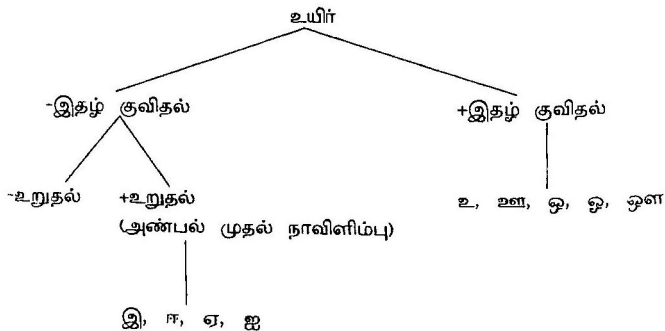 உயிர்
-இதழ் குவிதல் +இதழ் குவிதல்
-உறுதல் +உறுதல் உ, ஊ, ஒ, ஓ, ஔ
(அண்பல் முதல் நாவிளிம்பு)
இ, ஈ, ஏ, ஐ